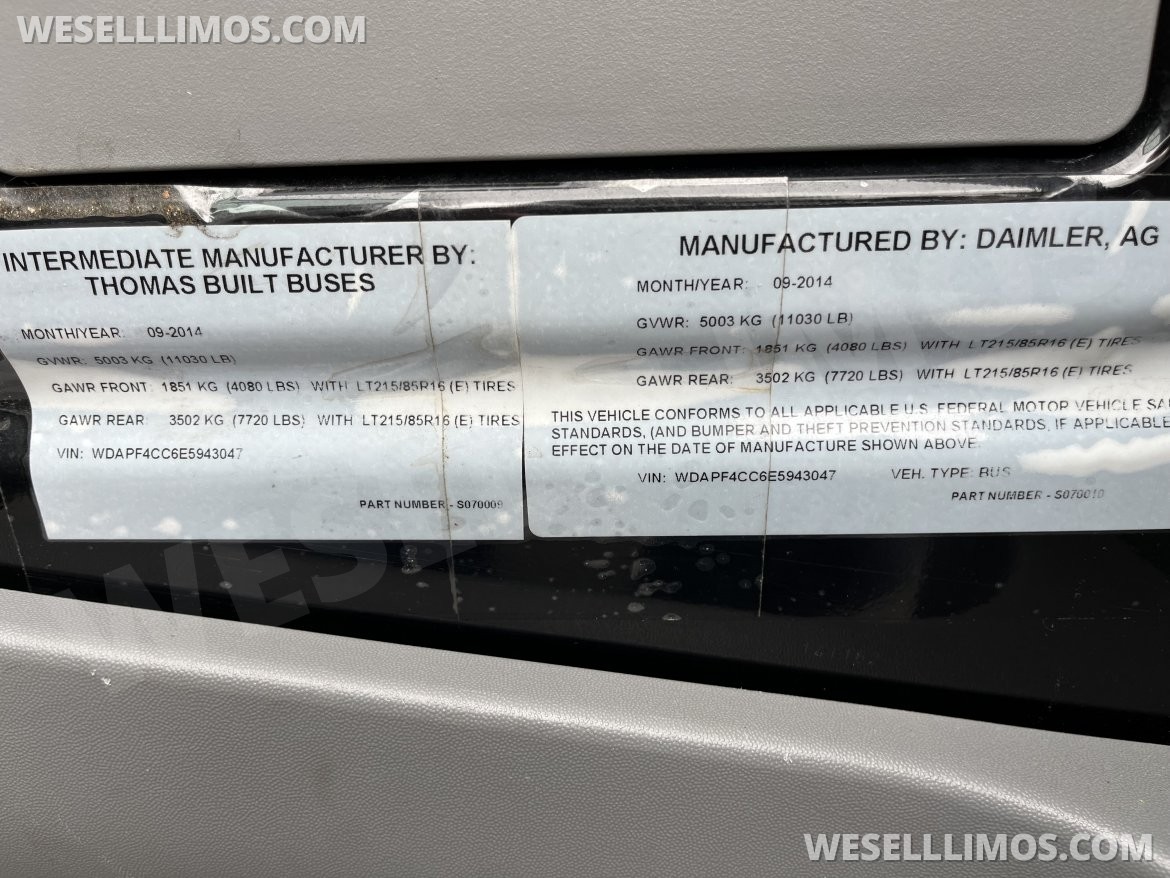 WESELLLIMOS.COM
INTERMEDIATE MANUFACTURER BY:
THOMAS BUILT BUSES
MONTH/YEAR: 09-2014
GVWR: 5003 KG (11030 LB)
GAWR FRONT: 1851 KG (4080 LBS) WITH LT215/85R16 (E) TIRES
GAWR REAR: 3502 KG (7720 LBS) WITH LT215/85R16 (E) TIRES
VIN: WDAPF4CC6E5943047
PART NUMBER - S070009
MANUFACTURED BY: DAIMLER, AG
MONTH/YEAR: 09-2014
GVWR: 5003 KG (11030 LB)
GAWR FRONT: 1851 KG (4080 LBS) WITH LT215/85R16 (E) TIRES
GAWR REAR: 3502 KG (7720 LBS) WITH LT215/85R16 (E) TIRES
THIS VEHICLE CONFORMS TO ALL APPLICABLE U.S. FEDERAL MOTOR VEHICLE
STANDARDS, (AND BUMPER AND THEFT PREVENTION STANDARDS, IF APPLICABLE
EFFECT ON THE DATE OF MANUFACTURE SHOWN ABOVE.
VIN: WDAPF4CC6E5943047 VEH. TYPE: BUS
PART NUMBER - S070010
WESELLLIMOS.COM